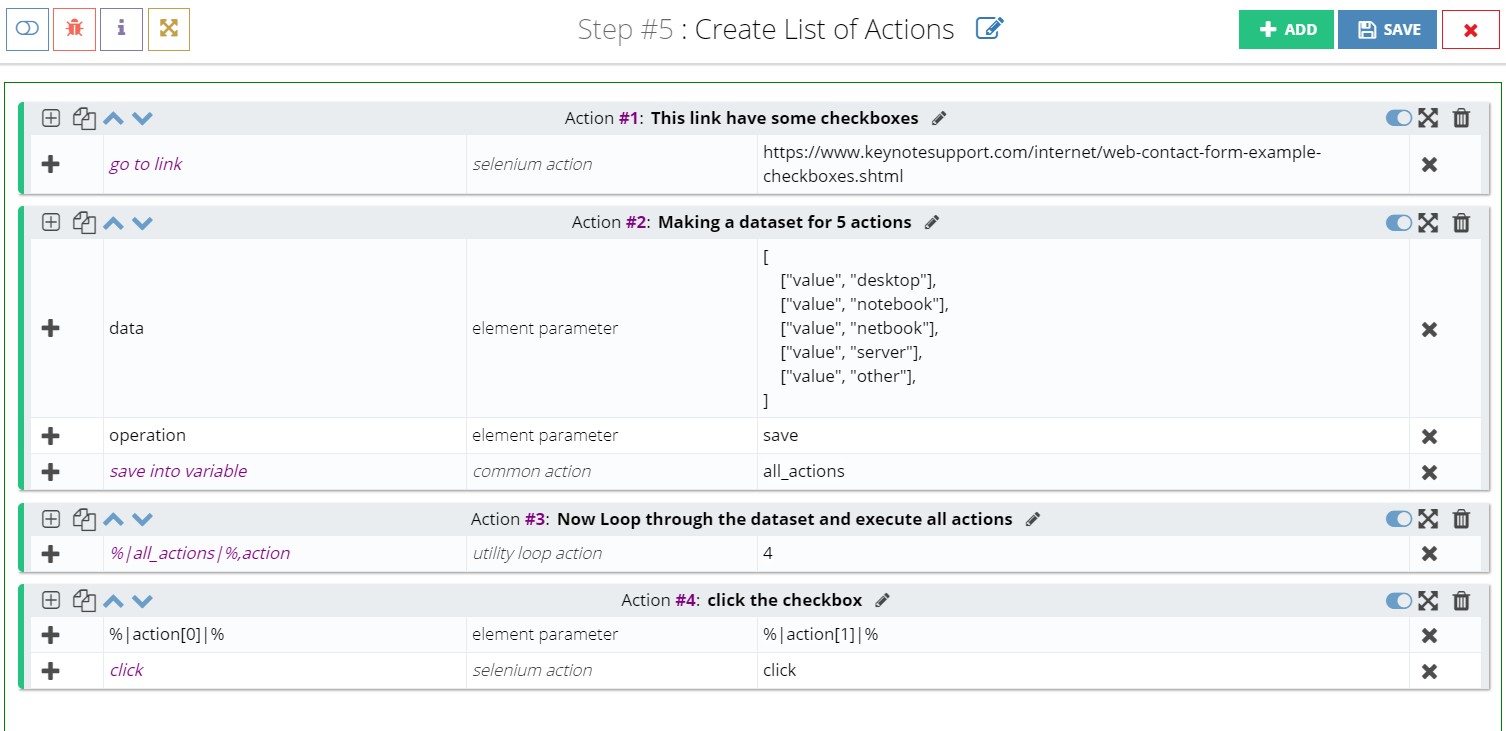 Step #5 : Create List of Actions
ADD
SAVE
Action #1: This link have some checkboxes
go to link selenium action https://www.keynotesupport.com/internet/web-contact-form-example-
checkboxes.shtml
Action #2: Making a dataset for 5 actions
[
["value", "desktop"],
["value", "notebook"],
data element parameter ["value", "netbook"],
["value", "server"],
["value", "other"],
]
operation element parameter save
save into variable common action all_actions
Action #3: Now Loop through the dataset and execute all actions
%|all_actions|%,action utility loop action 4
Action #4: click the checkbox
%|action[0]|% element parameter %|action[1]|%
click selenium action click